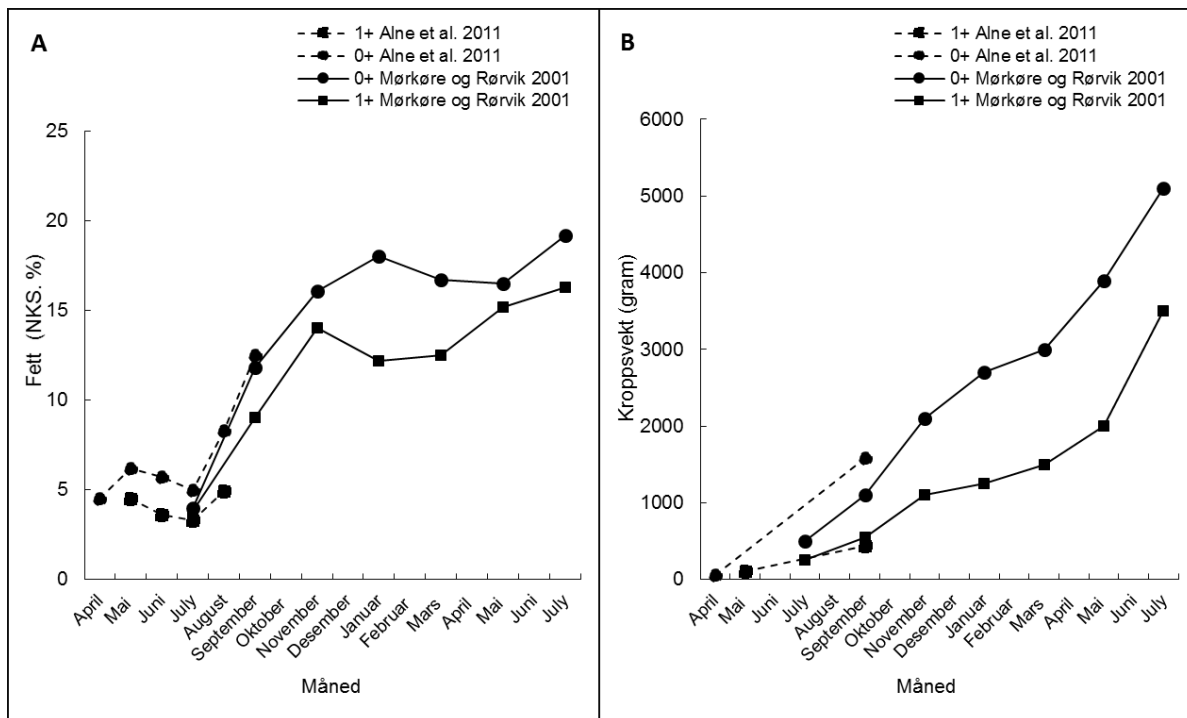 A
1+ Alne et al. 2011
0+ Alne et al. 2011
0+ Mørkøre og Rørvik 2001
1+ Mørkøre og Rørvik 2001
25
20
15
10
5
0
Fett (NKS. %)
April
Mai
Juni
July
August
September
Oktober
November
Desember
Januar
Februar
Mars
April
Mai
Juni
July
Måned
B
1+ Alne et al. 2011
0+ Alne et al. 2011
0+ Mørkøre og Rørvik 2001
1+ Mørkøre og Rørvik 2001
6000
5000
4000
3000
2000
1000
0
Kroppsvekt (gram)
April
Mai
Juni
July
August
September
Oktober
November
Desember
Januar
Februar
Mars
April
Mai
Juni
July
Måned